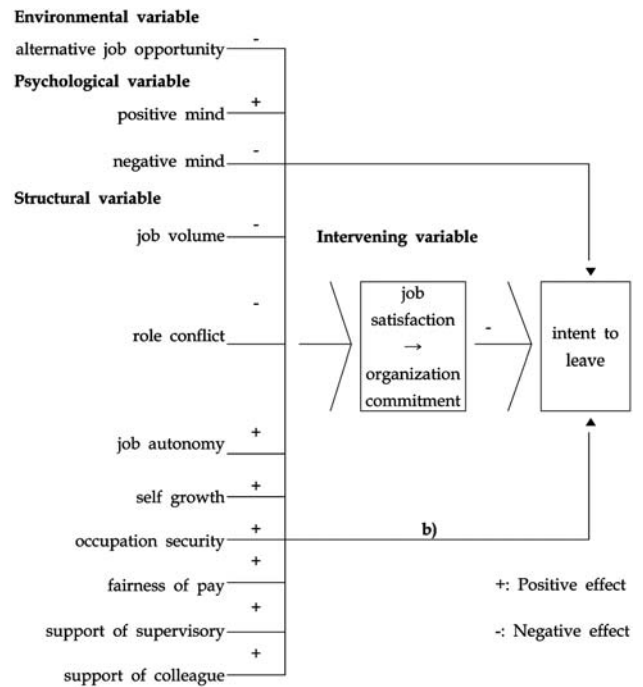 Environmental variable
-
alternative job opportunity
Psychological variable
+
positive mind
-
negative mind
Structural variable
-
job volume
Intervening variable
-
role conflict
job
satisfaction
→
organization
commitment
-
intent to
leave
+
job autonomy
+
self growth
+
occupation security
b)
+
fairness of pay
+: Positive effect
+
support of supervisory
-: Negative effect
+
support of colleague